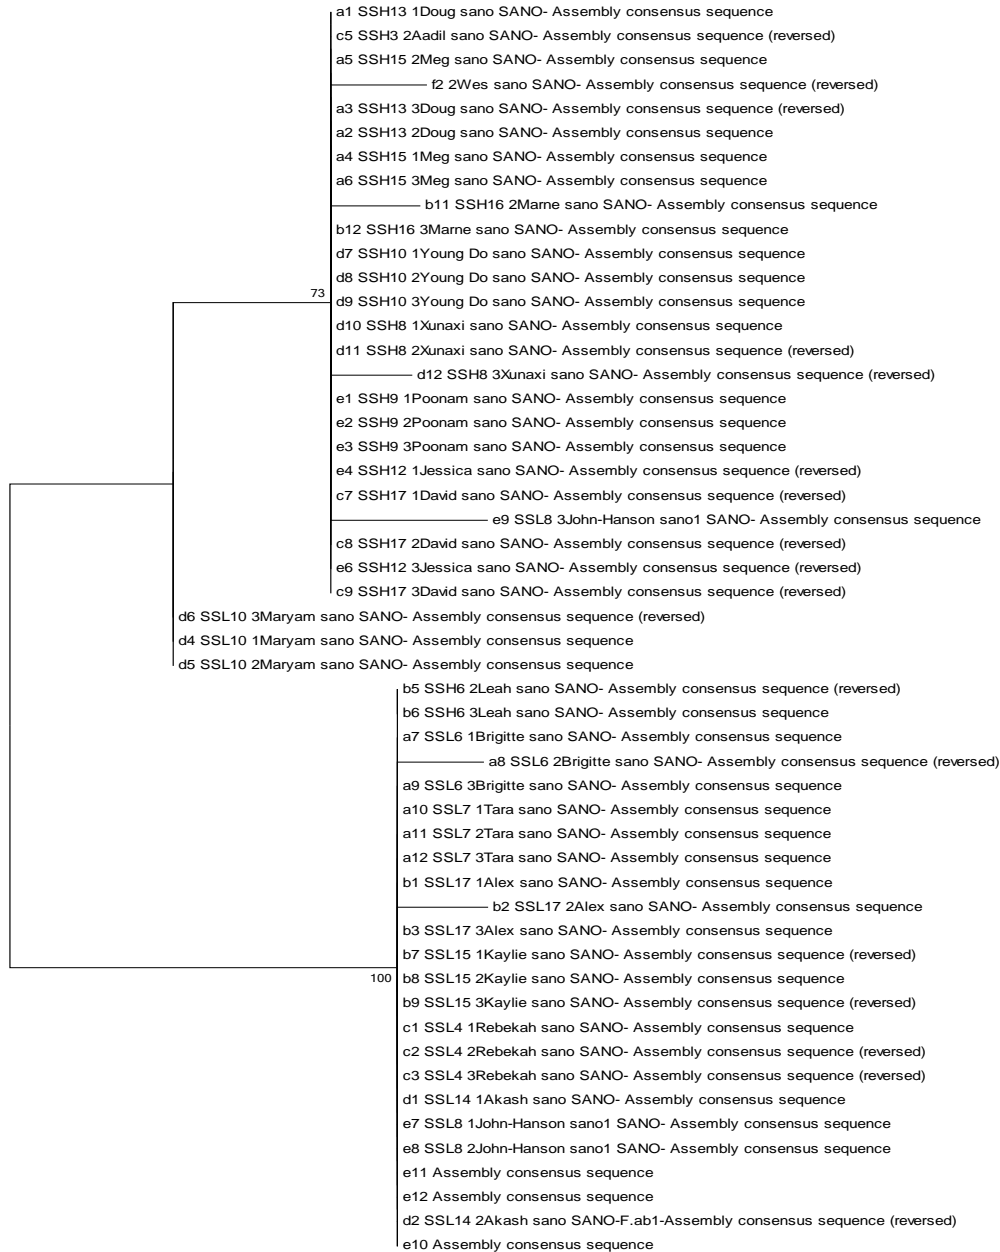 a1 SSH13 1Doug sano SANO- Assembly consensus sequence
c5 SSH3 2Aadil sano SANO- Assembly consensus sequence (reversed)
a5 SSH15 2Meg sano SANO- Assembly consensus sequence
f2 2Wes sano SANO- Assembly consensus sequence (reversed)
a3 SSH13 3Doug sano SANO- Assembly consensus sequence (reversed)
a2 SSH13 2Doug sano SANO- Assembly consensus sequence
a4 SSH15 1Meg sano SANO- Assembly consensus sequence
a6 SSH15 3Meg sano SANO- Assembly consensus sequence
b11 SSH16 2Marne sano SANO- Assembly consensus sequence
b12 SSH16 3Marne sano SANO- Assembly consensus sequence
d7 SSH10 1Young Do sano SANO- Assembly consensus sequence
d8 SSH10 2Young Do sano SANO- Assembly consensus sequence
73
d9 SSH10 3Young Do sano SANO- Assembly consensus sequence
d10 SSH8 1Xunaxi sano SANO- Assembly consensus sequence
d11 SSH8 2Xunaxi sano SANO- Assembly consensus sequence (reversed)
d12 SSH8 3Xunaxi sano SANO- Assembly consensus sequence (reversed)
e1 SSH9 1Poonam sano SANO- Assembly consensus sequence
e2 SSH9 2Poonam sano SANO- Assembly consensus sequence
e3 SSH9 3Poonam sano SANO- Assembly consensus sequence
e4 SSH12 1Jessica sano SANO- Assembly consensus sequence (reversed)
c7 SSH17 1David sano SANO- Assembly consensus sequence (reversed)
e9 SSL8 3John-Hanson sano1 SANO- Assembly consensus sequence
c8 SSH17 2David sano SANO- Assembly consensus sequence (reversed)
e6 SSH12 3Jessica sano SANO- Assembly consensus sequence (reversed)
c9 SSH17 3David sano SANO- Assembly consensus sequence (reversed)
d6 SSL10 3Maryam sano SANO- Assembly consensus sequence (reversed)
d4 SSL10 1Maryam sano SANO- Assembly consensus sequence
d5 SSL10 2Maryam sano SANO- Assembly consensus sequence
b5 SSH6 2Leah sano SANO- Assembly consensus sequence (reversed)
b6 SSH6 3Leah sano SANO- Assembly consensus sequence
a7 SSL6 1Brigitte sano SANO- Assembly consensus sequence
a8 SSL6 2Brigitte sano SANO- Assembly consensus sequence (reversed)
a9 SSL6 3Brigitte sano SANO- Assembly consensus sequence
a10 SSL7 1Tara sano SANO- Assembly consensus sequence
a11 SSL7 2Tara sano SANO- Assembly consensus sequence
a12 SSL7 3Tara sano SANO- Assembly consensus sequence
b1 SSL17 1Alex sano SANO- Assembly consensus sequence
b2 SSL17 2Alex sano SANO- Assembly consensus sequence
b3 SSL17 3Alex sano SANO- Assembly consensus sequence
b7 SSL15 1Kaylie sano SANO- Assembly consensus sequence (reversed)
100
b8 SSL15 2Kaylie sano SANO- Assembly consensus sequence
b9 SSL15 3Kaylie sano SANO- Assembly consensus sequence (reversed)
c1 SSL4 1Rebekah sano SANO- Assembly consensus sequence
c2 SSL4 2Rebekah sano SANO- Assembly consensus sequence (reversed)
c3 SSL4 3Rebekah sano SANO- Assembly consensus sequence (reversed)
d1 SSL14 1Akash sano SANO- Assembly consensus sequence
e7 SSL8 1John-Hanson sano1 SANO- Assembly consensus sequence
e8 SSL8 2John-Hanson sano1 SANO- Assembly consensus sequence
e11 Assembly consensus sequence
e12 Assembly consensus sequence
d2 SSL14 2Akash sano SANO-F.ab1-Assembly consensus sequence (reversed)
e10 Assembly consensus sequence